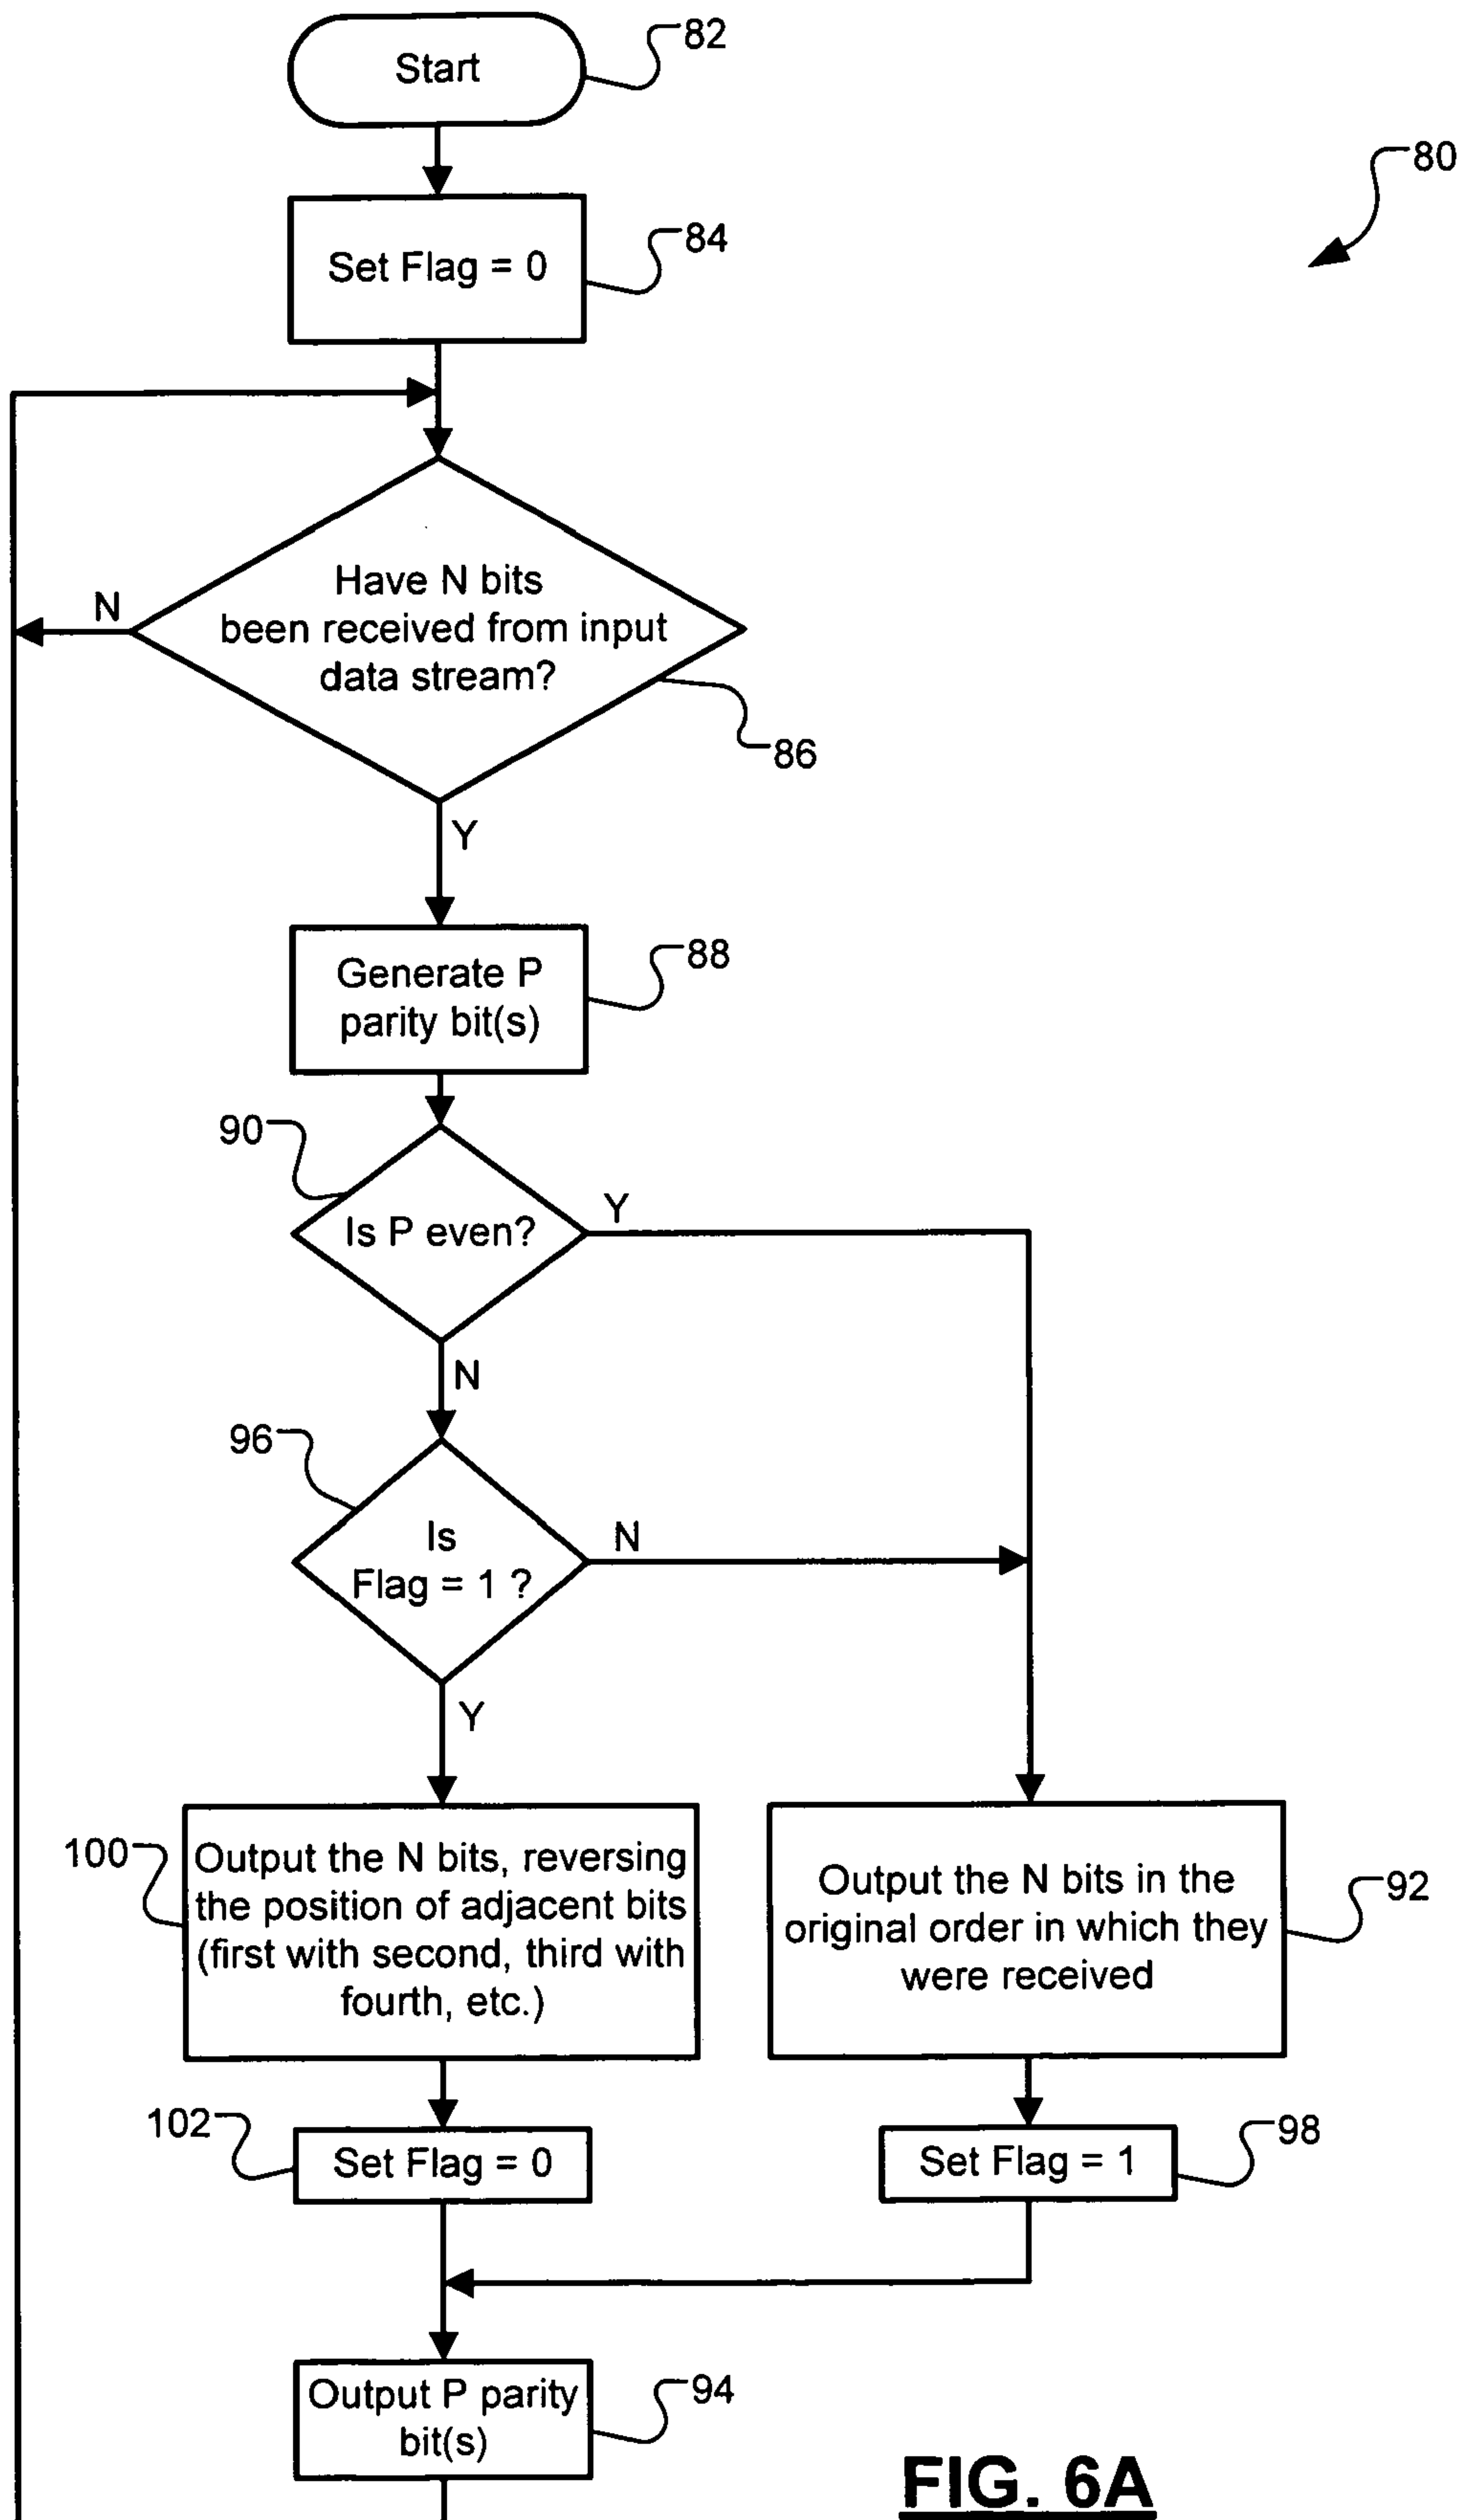 Start
82
80
Set Flag = 0
84
Have N bits
been received from input
data stream?
N
86
Y
Generate P
parity bit(s)
88
90
Is P even?
Y
N
96
Is
Flag = 1 ?
N
Y
100
Output the N bits, reversing
the position of adjacent bits
(first with second, third with
fourth, etc.)
Output the N bits in the
original order in which they
were received
92
102
Set Flag = 0
Set Flag = 1
98
Output P parity
bit(s)
94
FIG. 6A